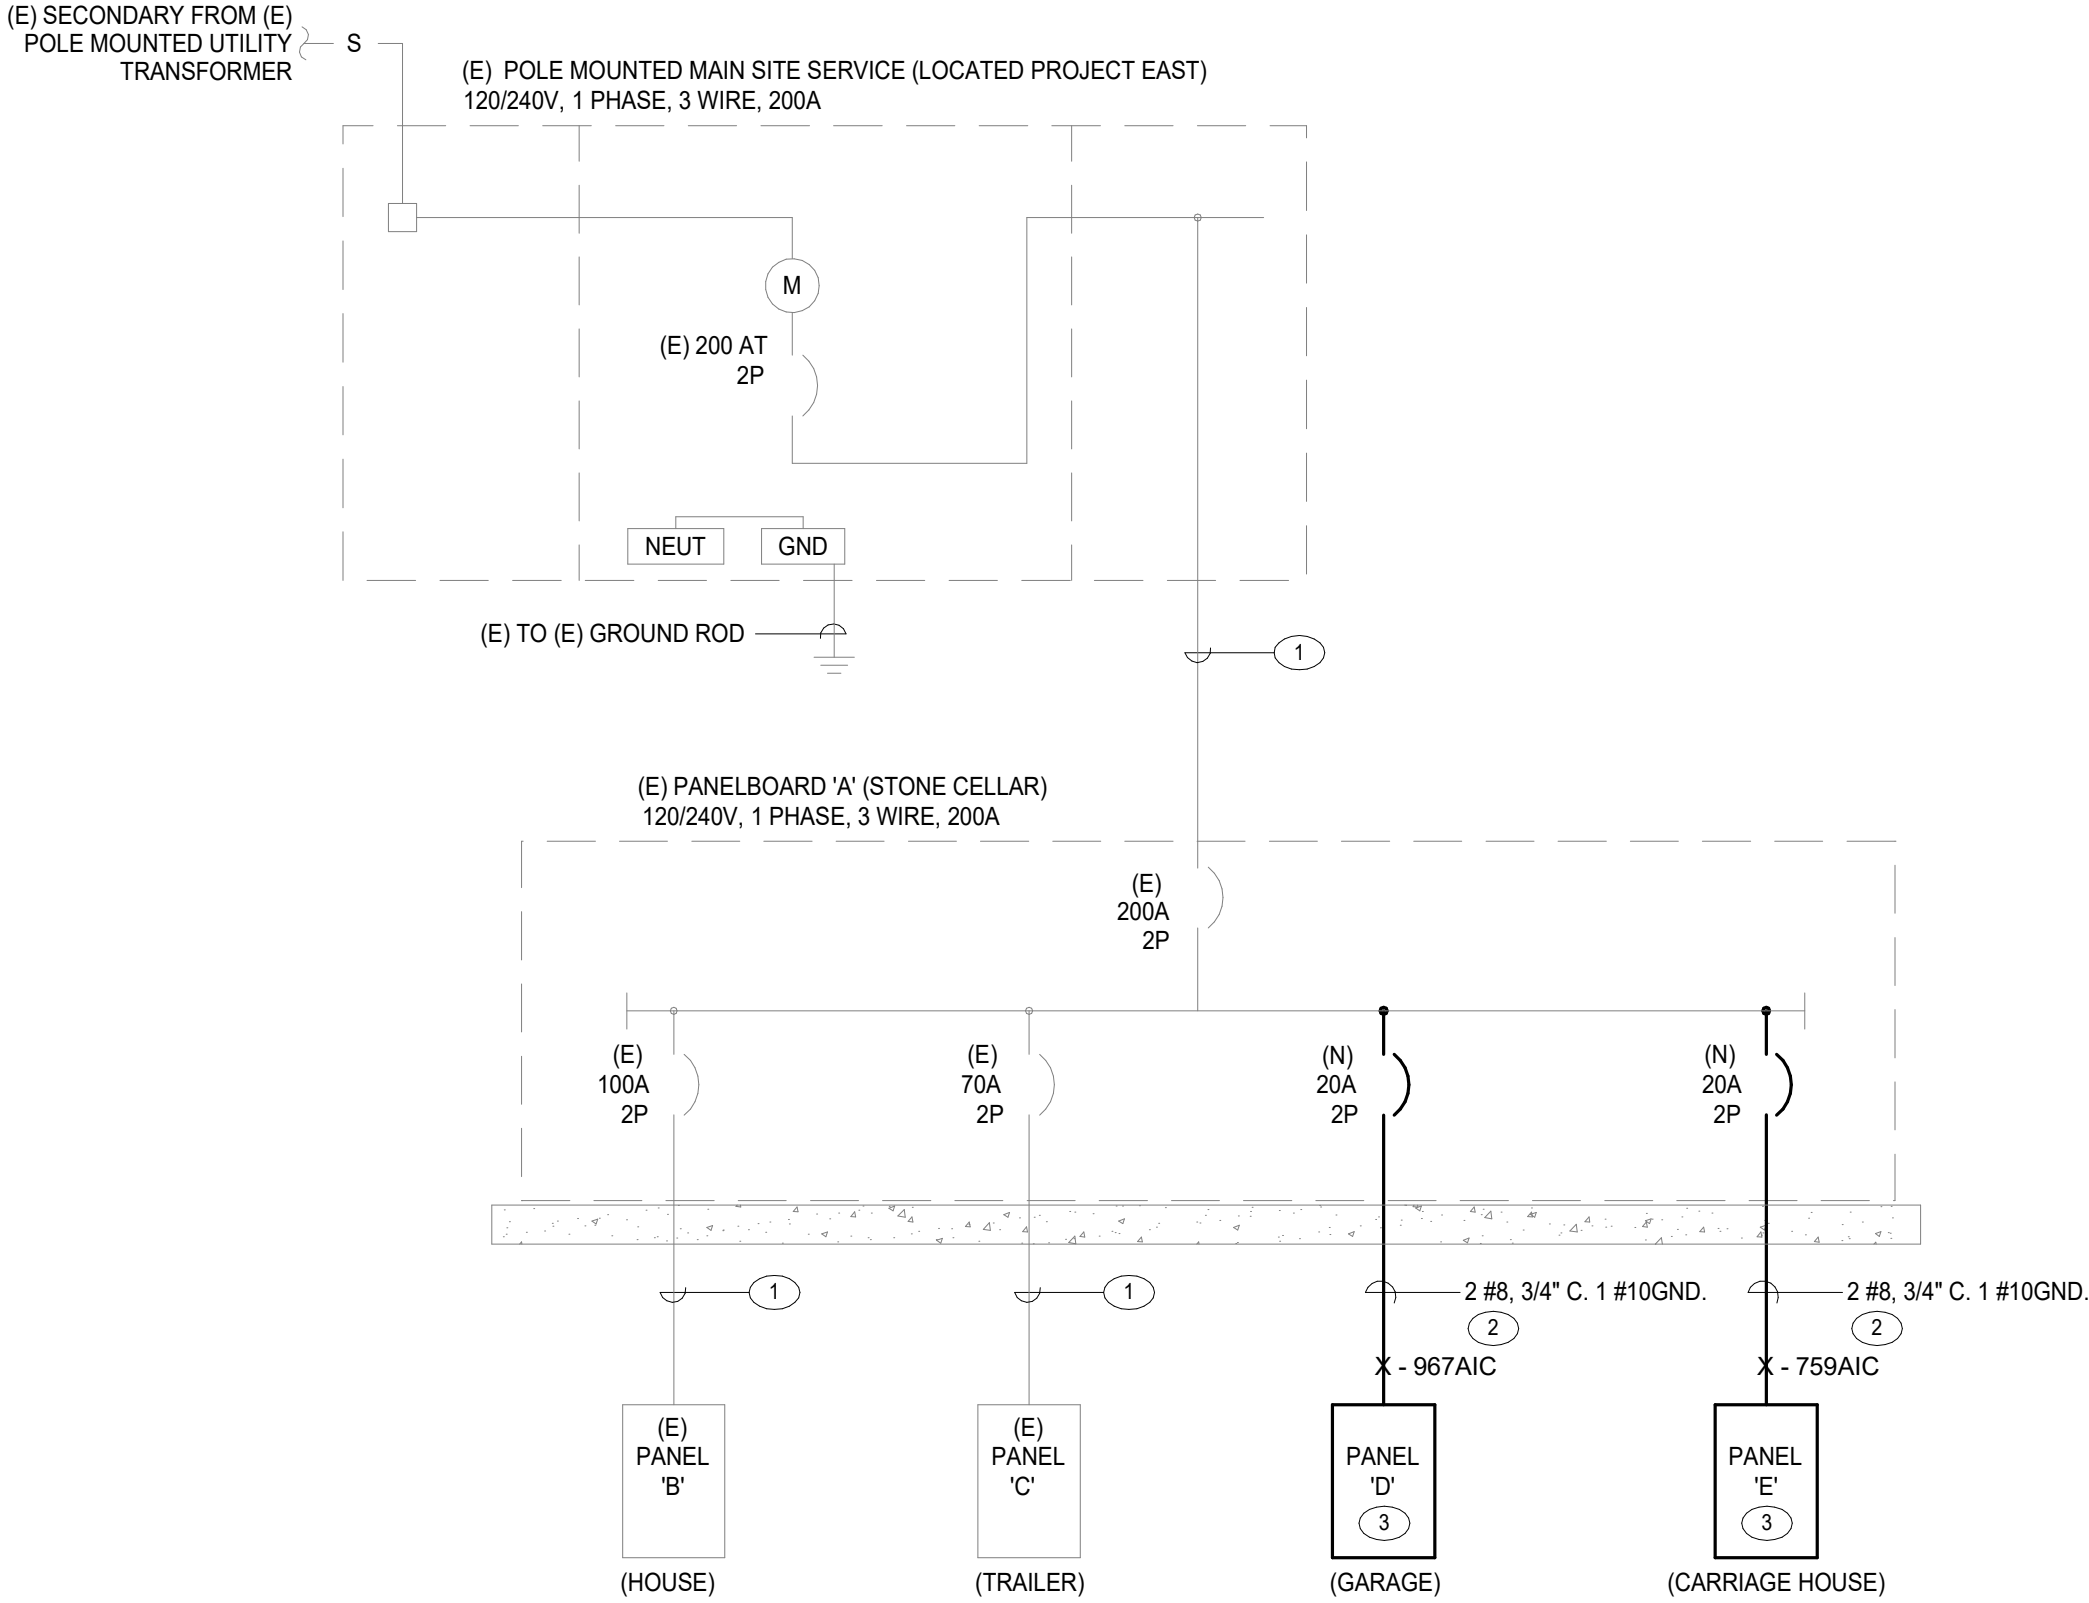 (E) SECONDARY FROM (E)
POLE MOUNTED UTILITY
TRANSFORMER
S
(E) POLE MOUNTED MAIN SITE SERVICE (LOCATED PROJECT EAST)
120/240V, 1 PHASE, 3 WIRE, 200A
M
(E) 200 AT
2P
NEUT
GND
(E) TO (E) GROUND ROD
1
(E) PANELBOARD 'A' (STONE CELLAR)
120/240V, 1 PHASE, 3 WIRE, 200A
(E)
200A
2P
(E)
100A
2P
(E)
70A
2P
(N)
20A
2P
(N)
20A
2P
1
1
2 #8, 3/4" C. 1 #10GND.
2
2 #8, 3/4" C. 1 #10GND.
2
X - 967AIC
X - 759AIC
(E)
PANEL
'B'
(E)
PANEL
'C'
PANEL
'D'
3
PANEL
'E'
3
(HOUSE)
(TRAILER)
(GARAGE)
(CARRIAGE HOUSE)